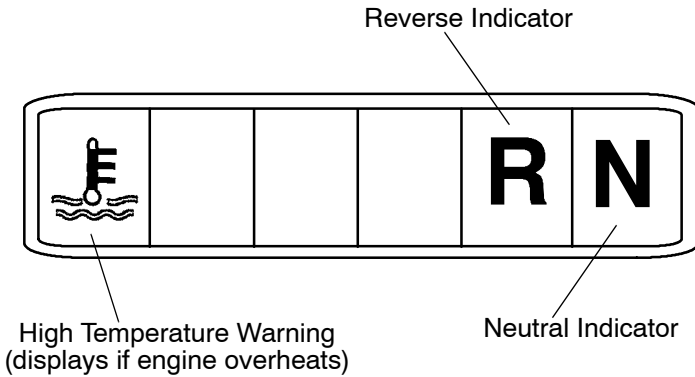 Reverse Indicator
R N
High Temperature Warning
(displays if engine overheats)
Neutral Indicator